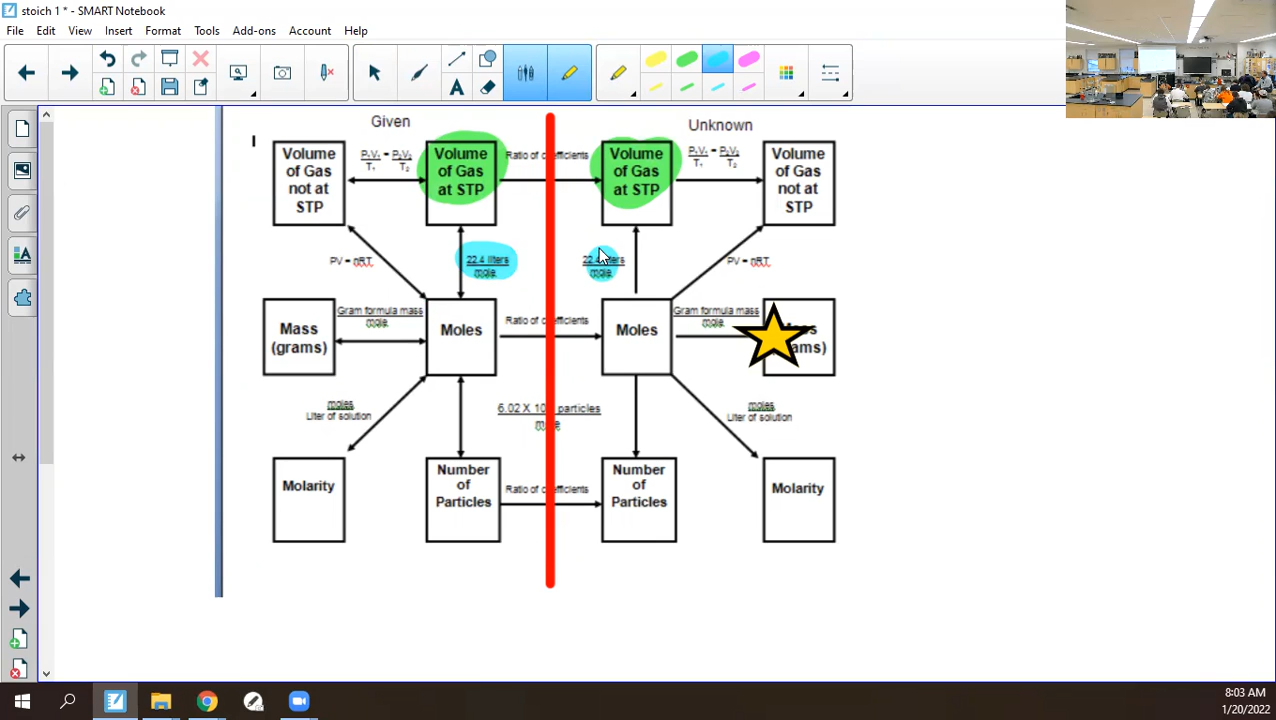 stoich 1 * - SMART Notebook
File Edit View Insert Format Tools Add-ons Account Help
Given
Unknown
I
Volume
of Gas
not at
STP
P₁V₁ = P₂V₂
T₁ T₂
Volume
of Gas
at STP
Ratio of coefficients
Volume
of Gas
at STP
P₁V₁ = P₂V₂
T₁ T₂
Volume
of Gas
not at
STP
PV = nRT
22.4 liters
mole
22.4 liters
mole
PV = nRT
Mass
(grams)
Gram formula mass
mole
Moles
Ratio of coefficients
Moles
Gram formula mass
mole
moles
Liter of solution
6.02 X 10 particles
moles
Liter of solution
Molarity
Number
of
Particles
Ratio of coefficients
Number
of
Particles
Molarity
8:03 AM
1/20/2022